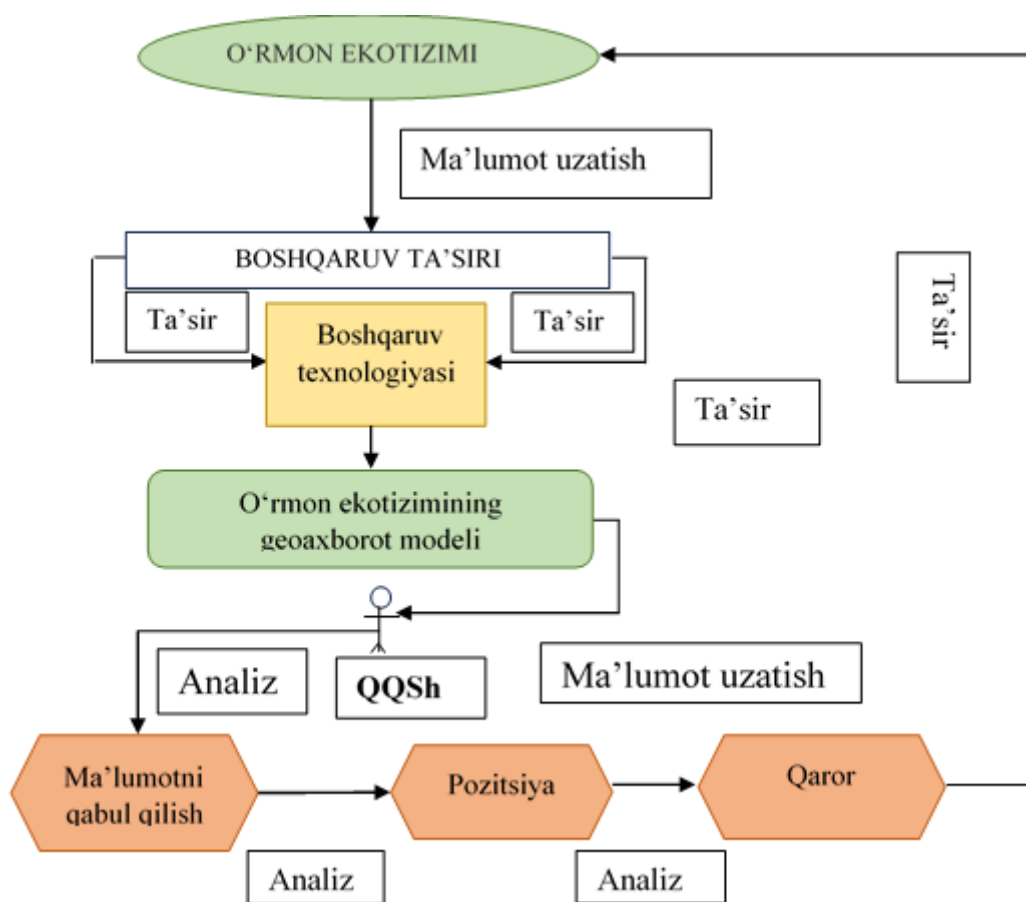 O‘RMON EKOTIZIMI
Ma’lumot uzatish
BOSHQARUV TA’SIRI
Ta’sir
Ta’sir
Ta’sir
Boshqaruv
texnologiyasi
Ta’sir
O‘rmon ekotizimining
geoaxborot modeli
Analiz
QQSh
Ma’lumot uzatish
Ma’lumotni
qabul qilish
Pozitsiya
Qaror
Analiz
Analiz